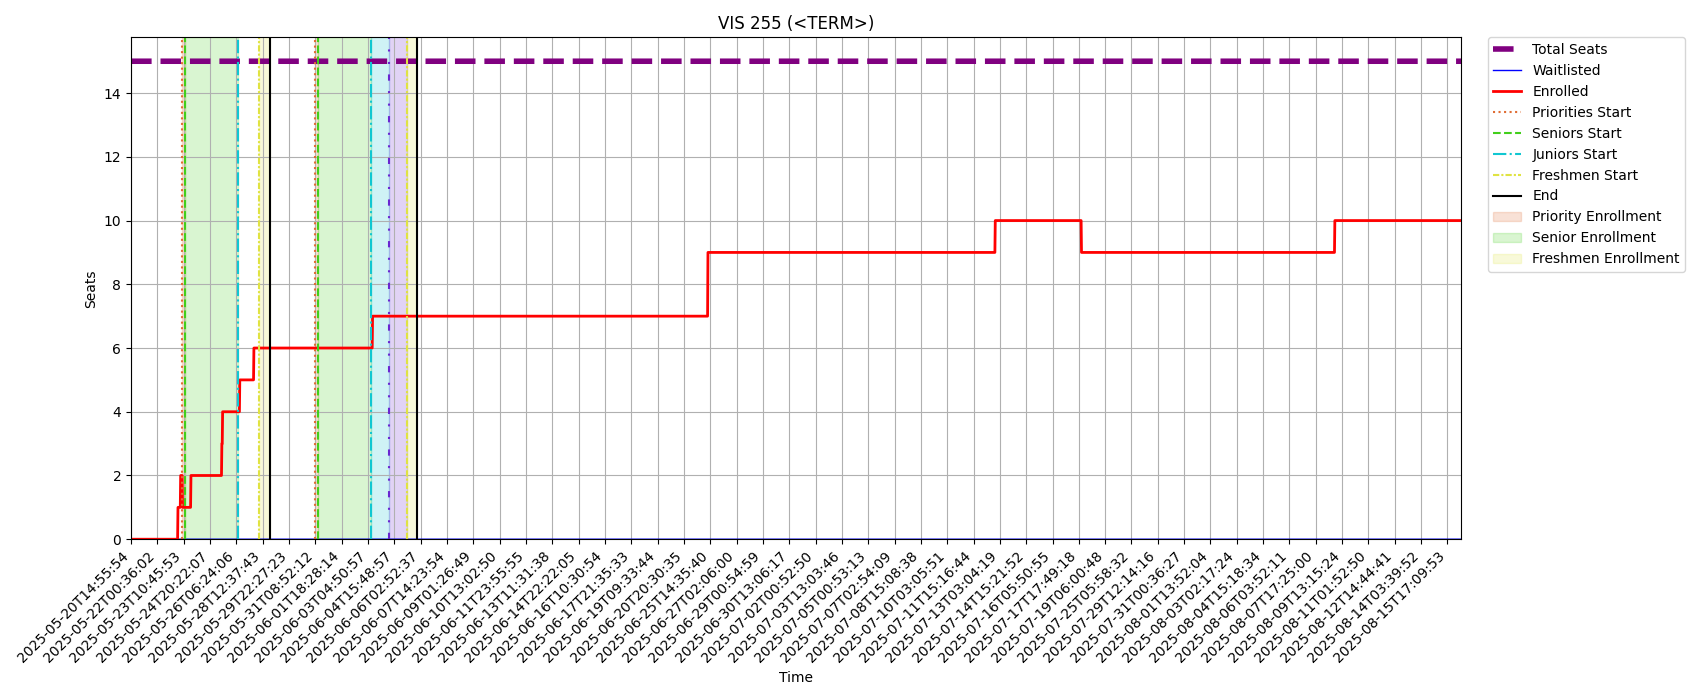 VIS 255 (<TERM>)
Total Seats
Waitlisted
Enrolled
Priorities Start
Seniors Start
Juniors Start
Freshmen Start
End
Priority Enrollment
Senior Enrollment
Freshmen Enrollment
Seats
14
12
10
8
6
4
2
0
2025-05-20T14:55:54
2025-05-22T00:36:02
2025-05-23T10:45:53
2025-05-24T20:22:07
2025-05-26T06:24:06
2025-05-28T12:37:43
2025-05-29T22:27:23
2025-05-31T08:52:12
2025-06-01T18:28:14
2025-06-03T04:50:57
2025-06-04T15:48:57
2025-06-06T02:52:37
2025-06-07T14:23:54
2025-06-09T01:26:49
2025-06-10T13:02:50
2025-06-11T23:55:55
2025-06-13T11:31:38
2025-06-14T22:22:05
2025-06-16T10:30:54
2025-06-17T21:35:33
2025-06-19T09:33:44
2025-06-20T20:30:35
2025-06-25T14:35:40
2025-06-27T02:06:00
2025-06-29T00:54:59
2025-06-30T13:06:17
2025-07-02T00:52:50
2025-07-03T13:03:46
2025-07-05T00:53:13
2025-07-07T02:54:09
2025-07-08T15:08:38
2025-07-10T03:05:51
2025-07-11T15:16:44
2025-07-13T03:04:19
2025-07-14T15:21:52
2025-07-16T05:50:55
2025-07-17T17:49:18
2025-07-19T06:00:48
2025-07-25T05:58:32
2025-07-29T12:14:16
2025-07-31T00:36:27
2025-08-01T13:52:04
2025-08-03T02:17:24
2025-08-04T15:18:34
2025-08-06T03:52:11
2025-08-07T17:25:00
2025-08-09T13:15:24
2025-08-11T01:52:50
2025-08-12T14:44:41
2025-08-14T03:39:52
2025-08-15T17:09:53
Time